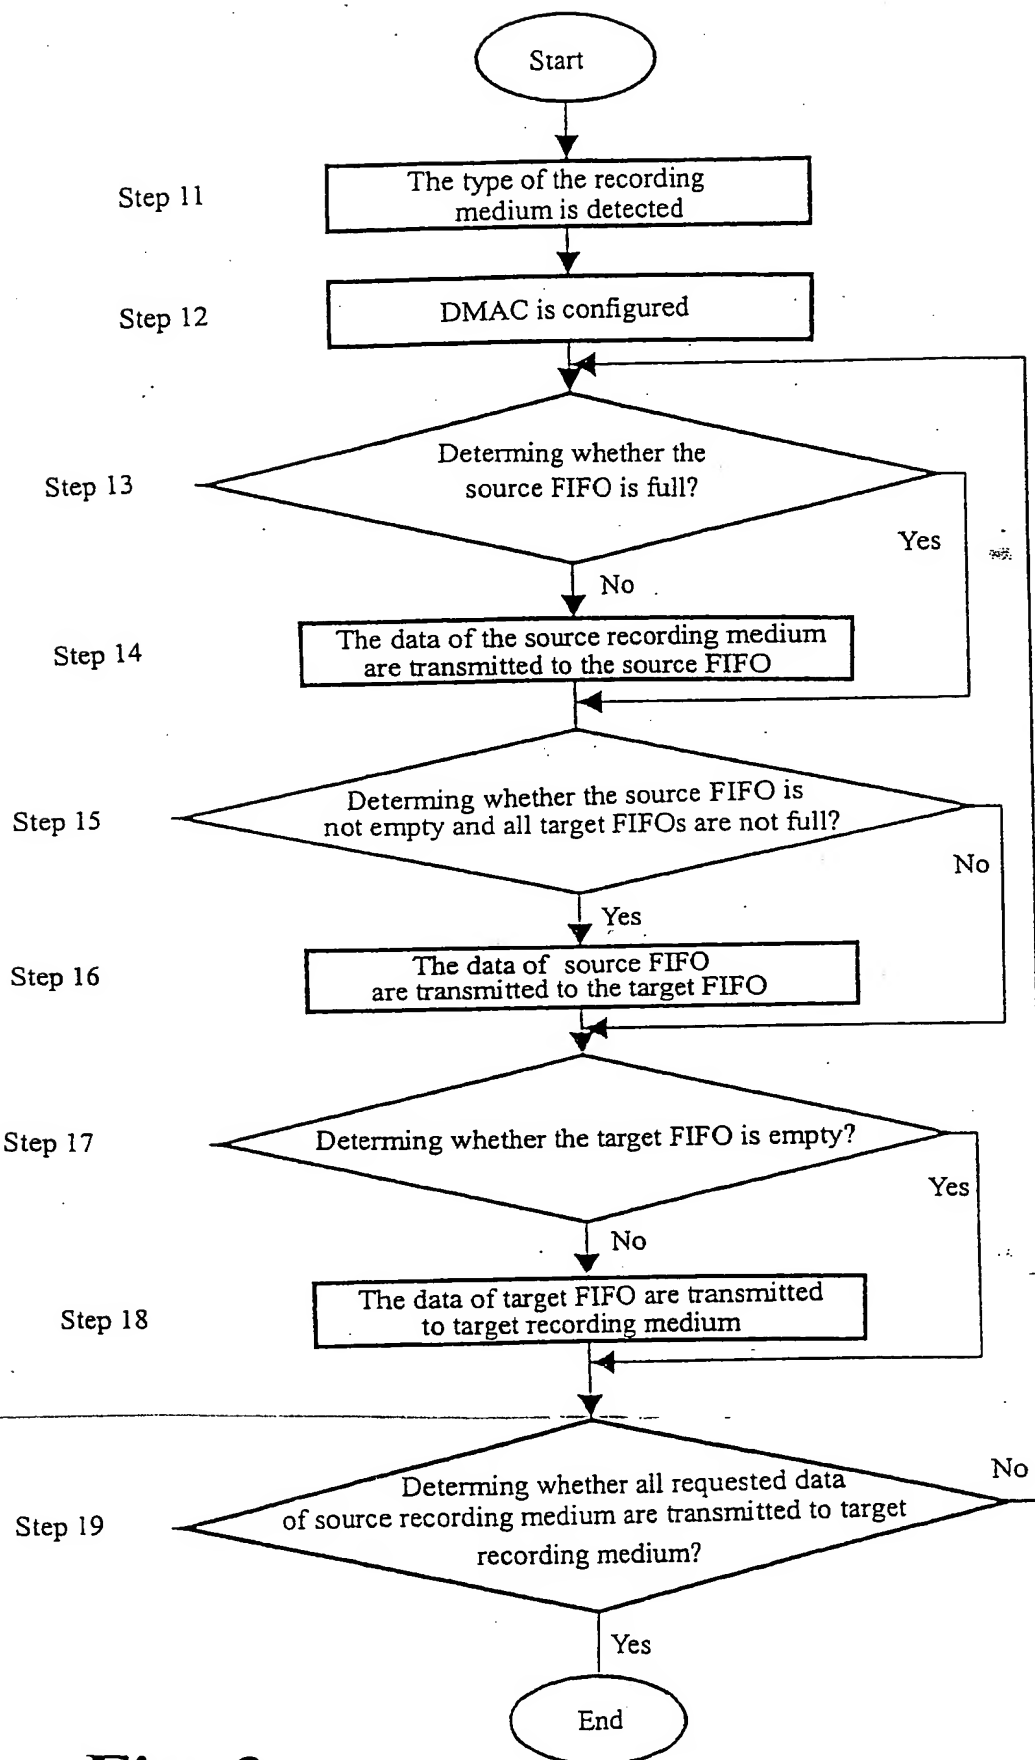 Start
Step 11
The type of the recording
medium is detected
Step 12
DMAC is configured
Step 13
Determing whether the
source FIFO is full?
Yes
No
Step 14
The data of the source recording medium
are transmitted to the source FIFO
Step 15
Determing whether the source FIFO is
not empty and all target FIFOs are not full?
No
Yes
Step 16
The data of source FIFO
are transmitted to the target FIFO
Step 17
Determing whether the target FIFO is empty?
Yes
No
Step 18
The data of target FIFO are transmitted
to target recording medium
Step 19
Determing whether all requested data
of source recording medium are transmitted to target
recording medium?
No
Yes
End